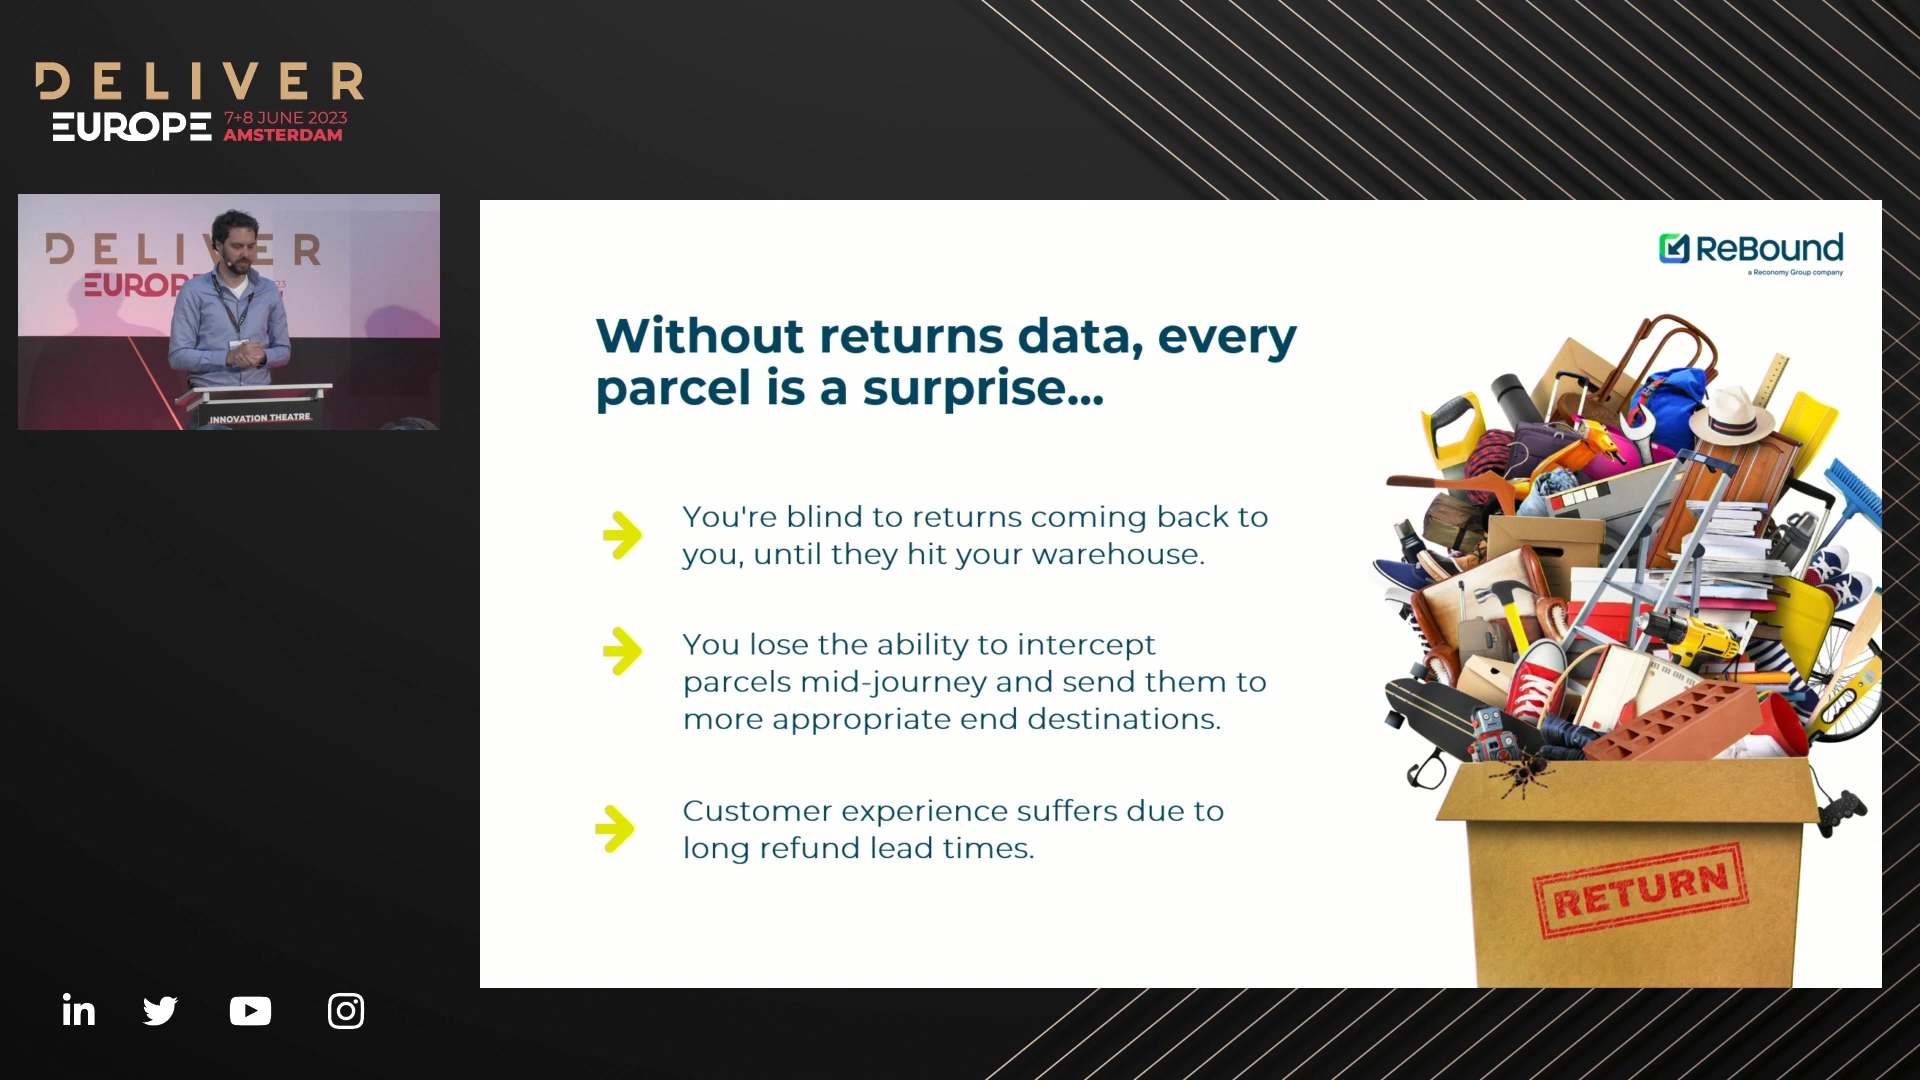 DELIVER
EUROPE
7+8 JUNE 2023
AMSTERDAM
DELIVER
EUROP
INNOVATION THEATRE
ReBound
a Reconomy Group company
Without returns data, every
parcel is a surprise...
You're blind to returns coming back to
you, until they hit your warehouse.
You lose the ability to intercept
parcels mid-journey and send them to
more appropriate end destinations.
Customer experience suffers due to
long refund lead times.
RETURN
in